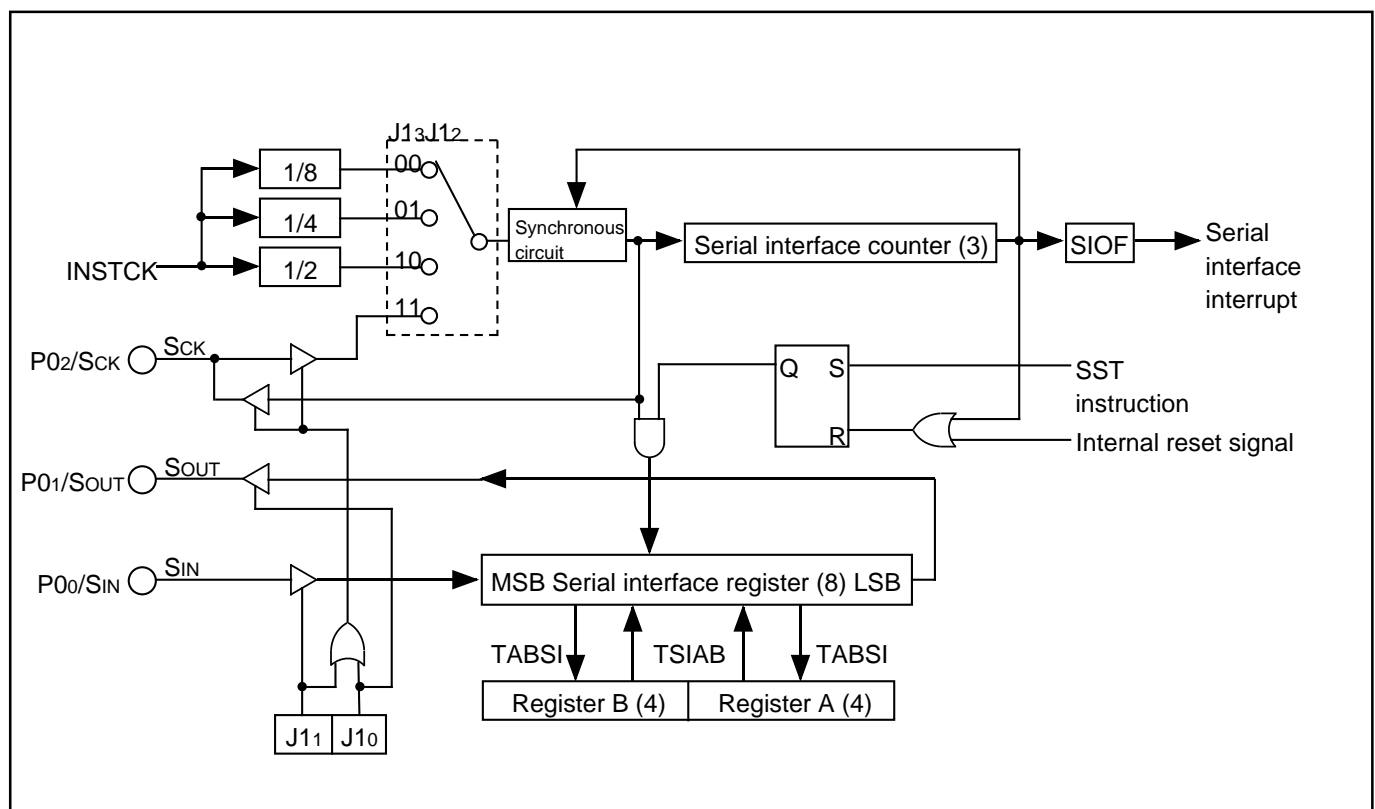 J13J12
1/8
00
1/4
01
Synchronous
circuit
Serial interface counter (3)
SIOF
Serial
interface
interrupt
INSTCK
1/2
10
11
P02/SCK
SCK
Q
S
SST
instruction
R
Internal reset signal
P01/SOUT
SOUT
P00/SIN
SIN
MSB Serial interface register (8) LSB
TABSI
TSIAB
TABSI
Register B (4)
Register A (4)
J11
J10